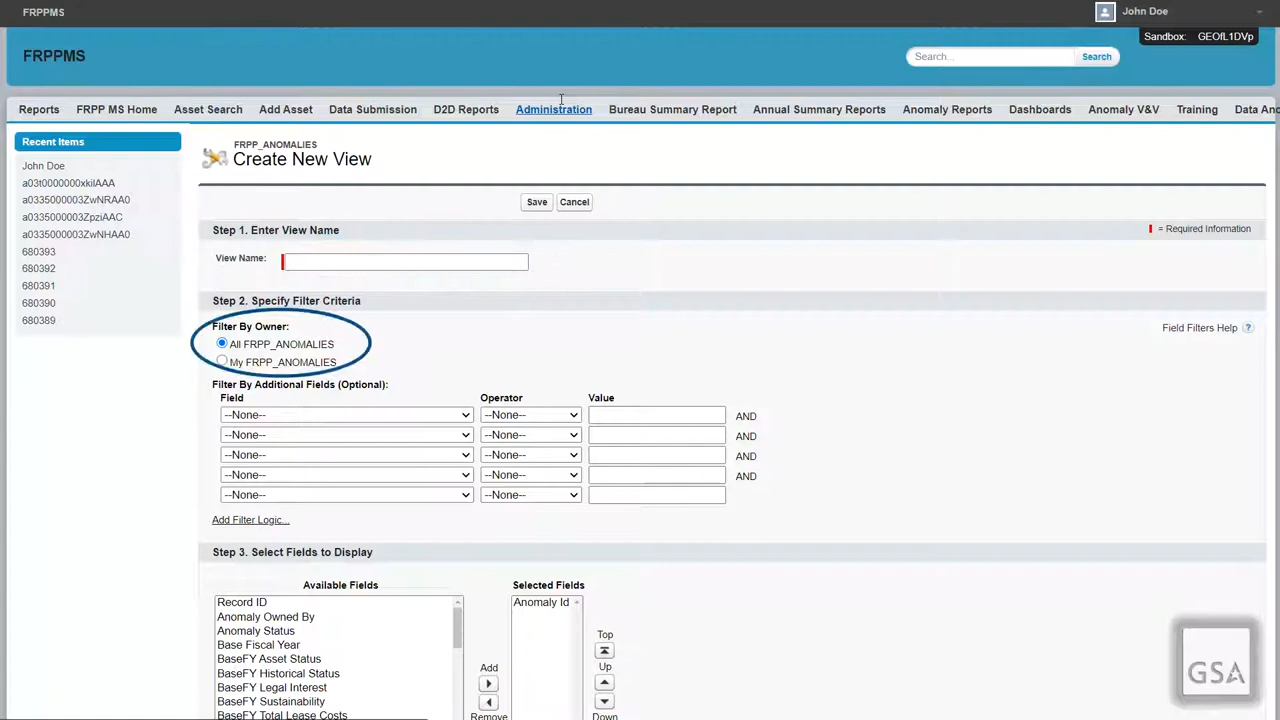 FRPPMS
John Doe
Sandbox: GEOfL1DVp
FRPPMS
Search...
Search
Reports FRPP MS Home Asset Search Add Asset Data Submission D2D Reports Administration Bureau Summary Report Annual Summary Reports Anomaly Reports Dashboards Anomaly V&V Training Data An
Recent Items
John Doe
a03t0000000xkiIAAA
a0335000003ZwNRAA0
a0335000003ZpziAAC
a0335000003ZwNHAA0
680393
680392
680391
680390
680389
FRPP_ANOMALIES
Create New View
Save Cancel
Step 1. Enter View Name
= Required Information
View Name:
Step 2. Specify Filter Criteria
Filter By Owner:
Field Filters Help ?
All FRPP_ANOMALIES
My FRPP_ANOMALIES
Filter By Additional Fields (Optional):
Field Operator Value
--None-- --None-- AND
--None-- --None-- AND
--None-- --None-- AND
--None-- --None-- AND
--None-- --None--
Add Filter Logic...
Step 3. Select Fields to Display
Available Fields Selected Fields
Record ID
Anomaly Owned By
Anomaly Status
Base Fiscal Year
BaseFY Asset Status
BaseFY Historical Status
BaseFY Legal Interest
BaseFY Sustainability
BaseFY Total Lease Costs
Add
Remove
Anomaly Id
Top
Up
Down
GSA